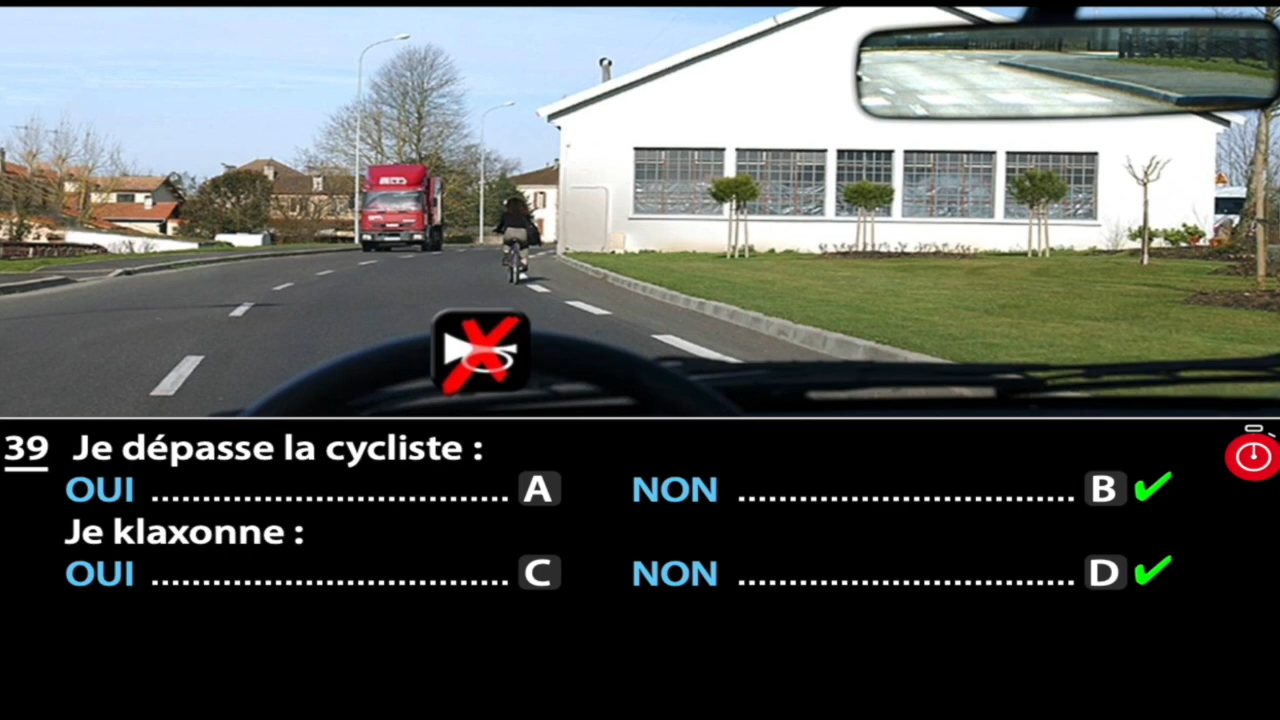 39 Je dépasse la cycliste :
OUI ................................... A NON ................................. B
Je klaxonne :
OUI ................................... C NON ................................. D